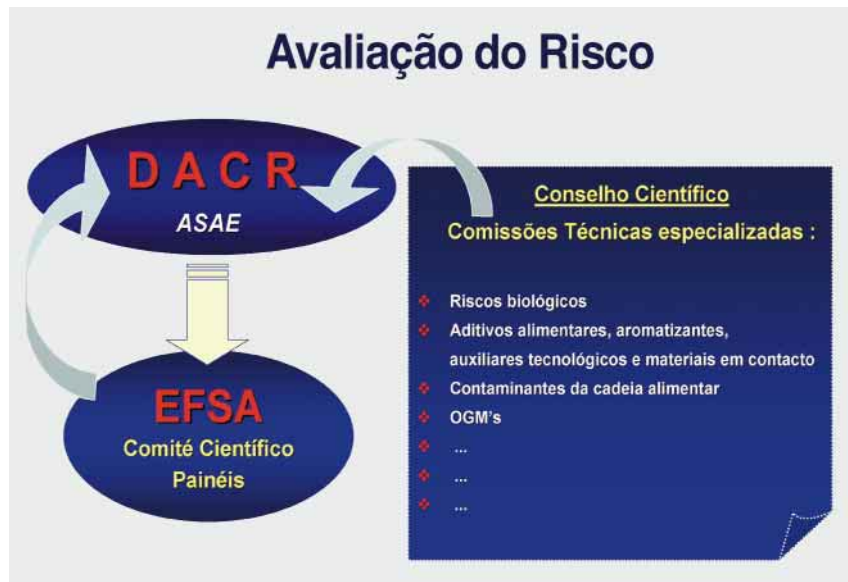 Avaliação do Risco
D A C R
ASAE
EFSA
Comité Científico
Painéis
Conselho Científico
Comissões Técnicas especializadas :
Riscos biológicos
Aditivos alimentares, aromatizantes,
auxiliares tecnológicos e materiais em contacto
Contaminantes da cadeia alimentar
OGM's
...
...
...